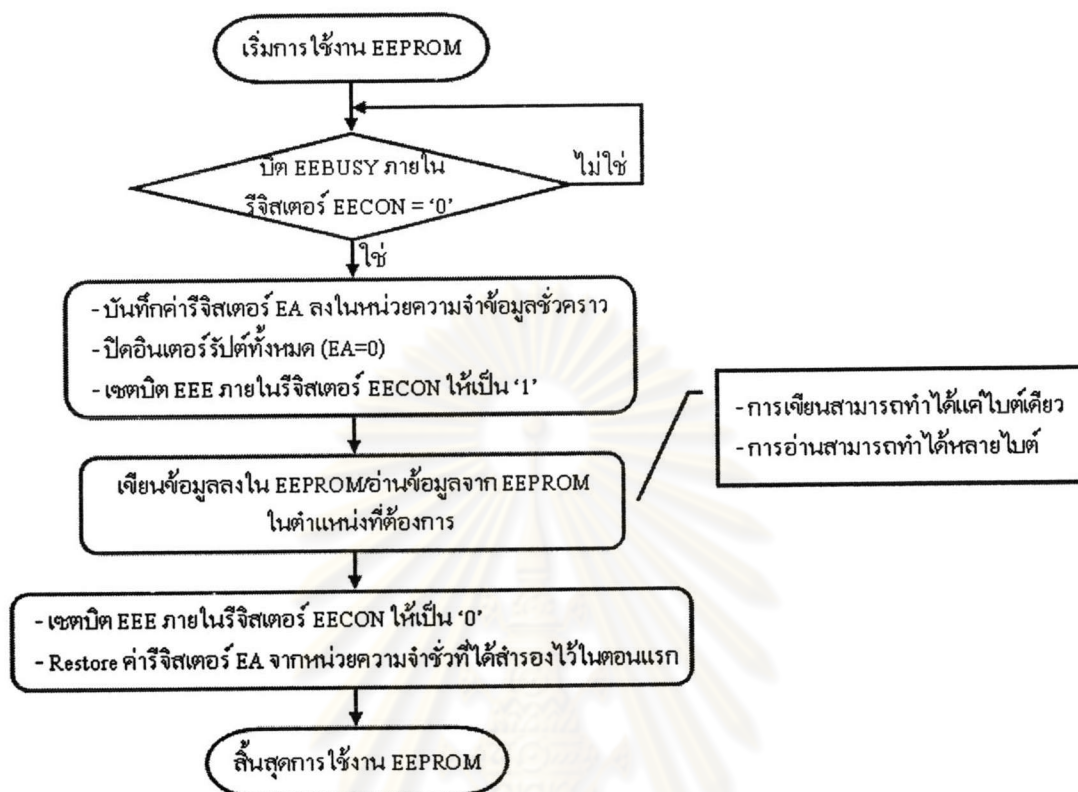 เริ่มการใช้งาน EEPROM
บิต EEBUSY ภายใน
รีจิสเตอร์ EECON = ‘0’
ไม่ใช่
ใช่
- บันทึกค่ารีจิสเตอร์ EA ลงในหน่วยความจำข้อมูลชั่วคราว
- ปิดอินเตอร์รัปต์ทั้งหมด (EA=0)
- เซตบิต EEE ภายในรีจิสเตอร์ EECON ให้เป็น ‘1’
- การเขียนสามารถทำได้แค่ไบต์เดียว
- การอ่านสามารถทำได้หลายไบต์
เขียนข้อมูลลงใน EEPROM/อ่านข้อมูลจาก EEPROM
ในตำแหน่งที่ต้องการ
- เซตบิต EEE ภายในรีจิสเตอร์ EECON ให้เป็น ‘0’
- Restore ค่ารีจิสเตอร์ EA จากหน่วยความจำชั่วที่ได้สำรองไว้ในตอนแรก
สิ้นสุดการใช้งาน EEPROM